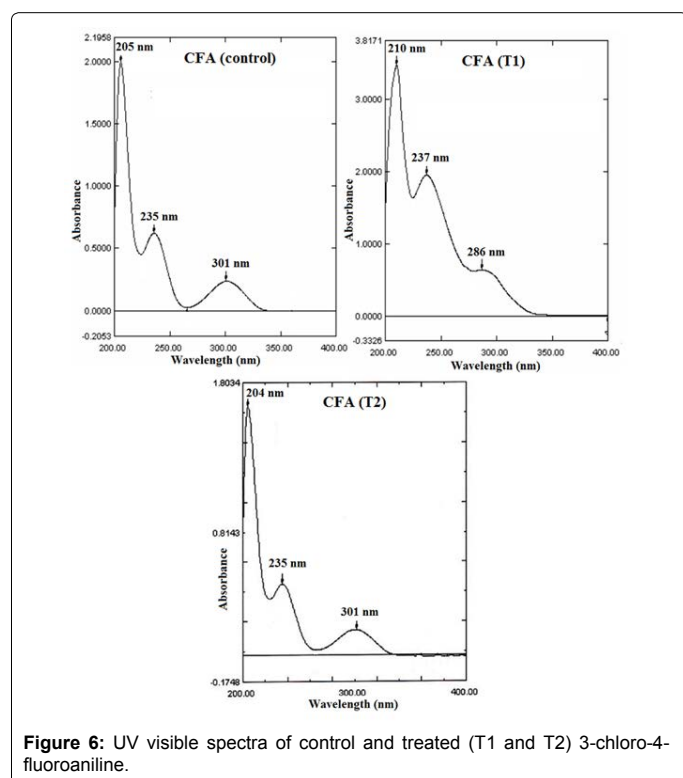 2.1958
205 nm
CFA (control)
2.0000
1.5000
1.0000
235 nm
0.5000
301 nm
0.0000
-0.2053
200.00
250.00
300.00
350.00
400.00
Absorbance
Wavelength (nm)
3.8171
210 nm
CFA (T1)
3.0000
237 nm
2.0000
1.0000
286 nm
0.0000
-0.3326
200.00
250.00
300.00
350.00
400.00
Absorbance
Wavelength (nm)
1.8034
204 nm
CFA (T2)
0.8143
235 nm
301 nm
-0.1748
200.00
300.00
400.00
Absorbance
Wavelength (nm)
Figure 6: UV visible spectra of control and treated (T1 and T2) 3-chloro-4-
fluoroaniline.